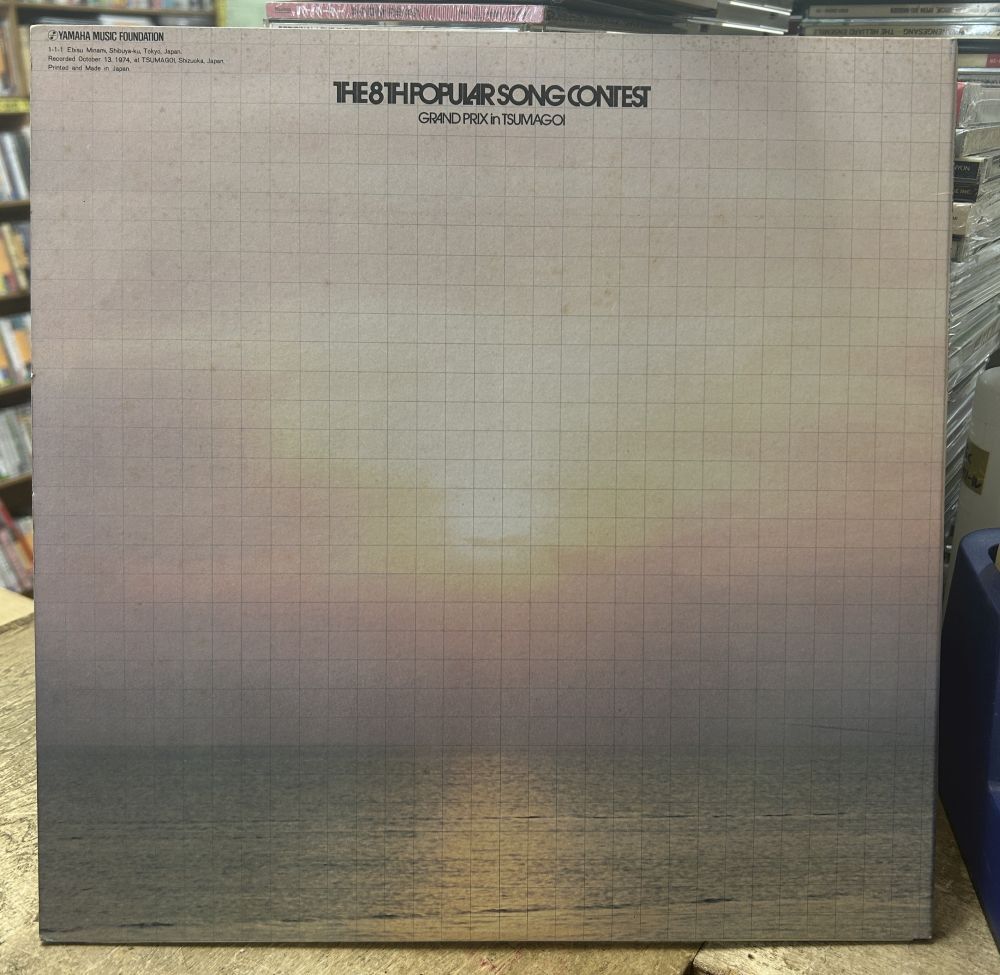 YAMAHA MUSIC FOUNDATION
1-1-1 Ebisu Minami, Shibuya-ku, Tokyo, Japan.
Recorded October 13, 1974, at TSUMAGOI, Shizuoka, Japan.
Printed and Made in Japan.
THE 8TH POPULAR SONG CONTEST
GRAND PRIX in TSUMAGOI